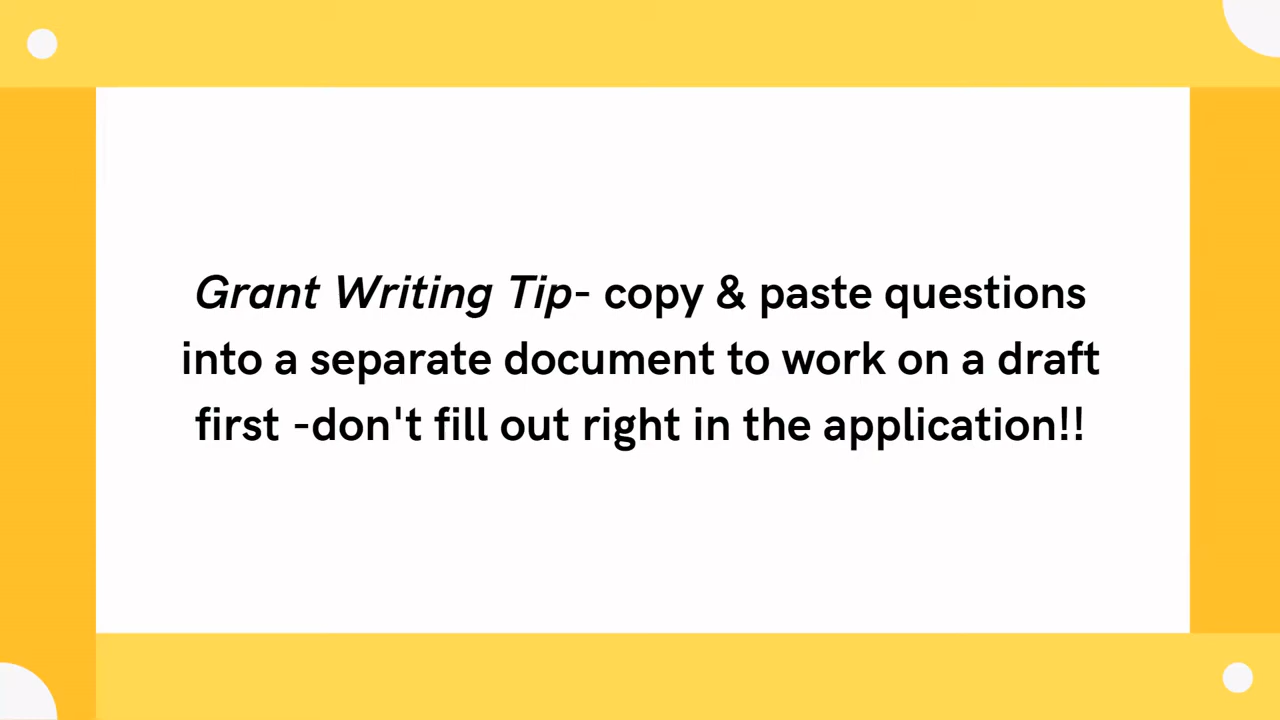 Grant Writing Tip- copy & paste questions
into a separate document to work on a draft
first -don't fill out right in the application!!